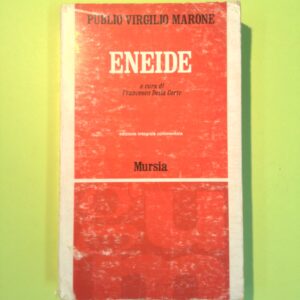 PUBLIO VIRGILIO MARONE
ENEIDE
a cura di
Francesco Della Corte
edizione integrale commentata
Mursia